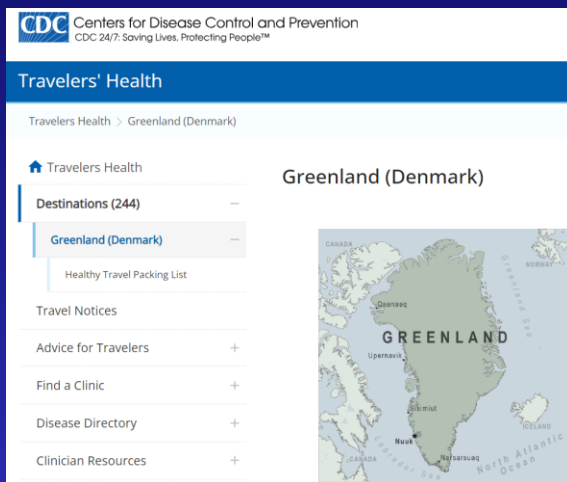 CDC Centers for Disease Control and Prevention
CDC 24/7: Saving Lives, Protecting People™
Travelers' Health
Travelers Health > Greenland (Denmark)
Travelers Health
Destinations (244) −
Greenland (Denmark) −
Healthy Travel Packing List
Travel Notices
Advice for Travelers +
Find a Clinic +
Disease Directory +
Clinician Resources +
Greenland (Denmark)
CANADA
NORWAY
Greenland Sea
Qaanaaq
GREENLAND
Upernavik
ICELAND
Nuuk
Narsarsuaq
CANADA
Labrador Sea
North Atlantic
Ocean